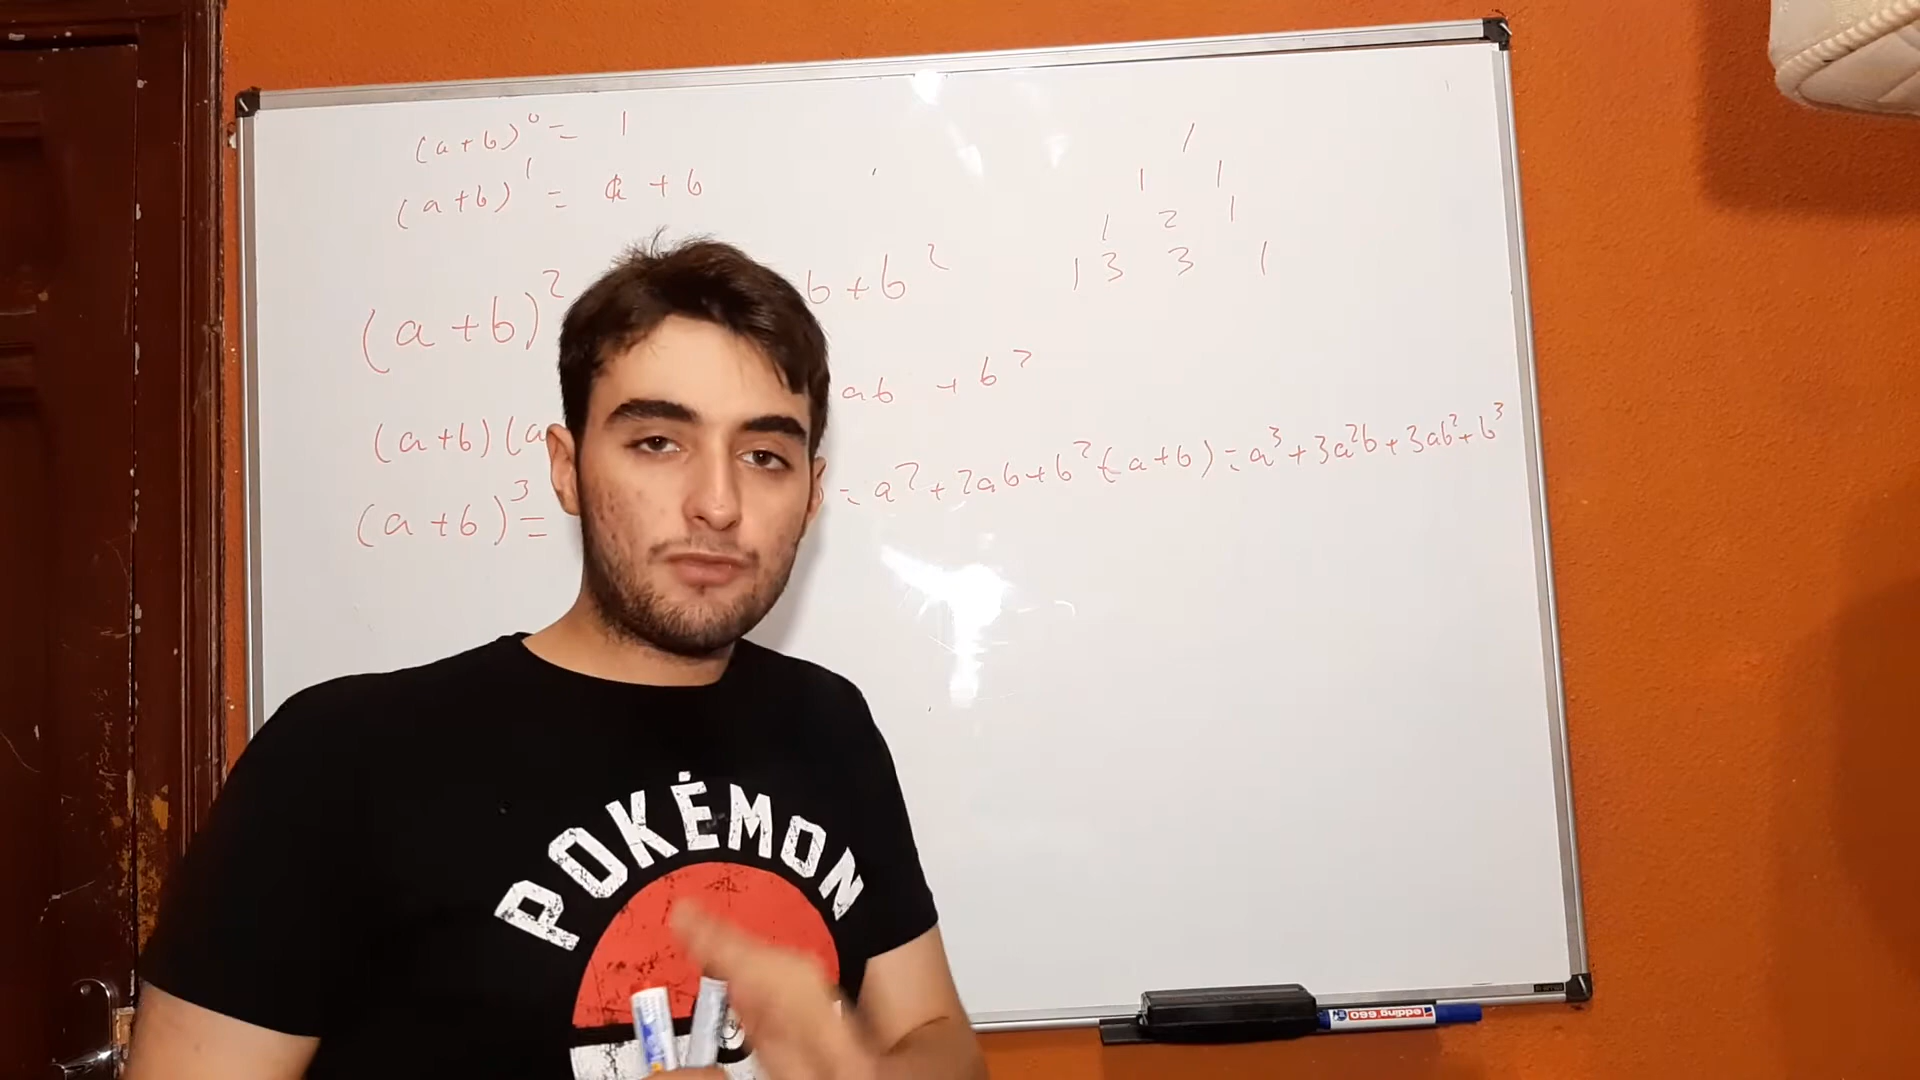 (a+b)⁰= 1
(a+b)¹ = a + b
(a+b)² b+b²
(a+b)(a ab + b²
(a+b)³= = a²+2ab+b²(a+b)=a³+3a²b+3ab²+b³
1
1 1
1 2 1
1 3 3 1
POKÉMON
edding 660